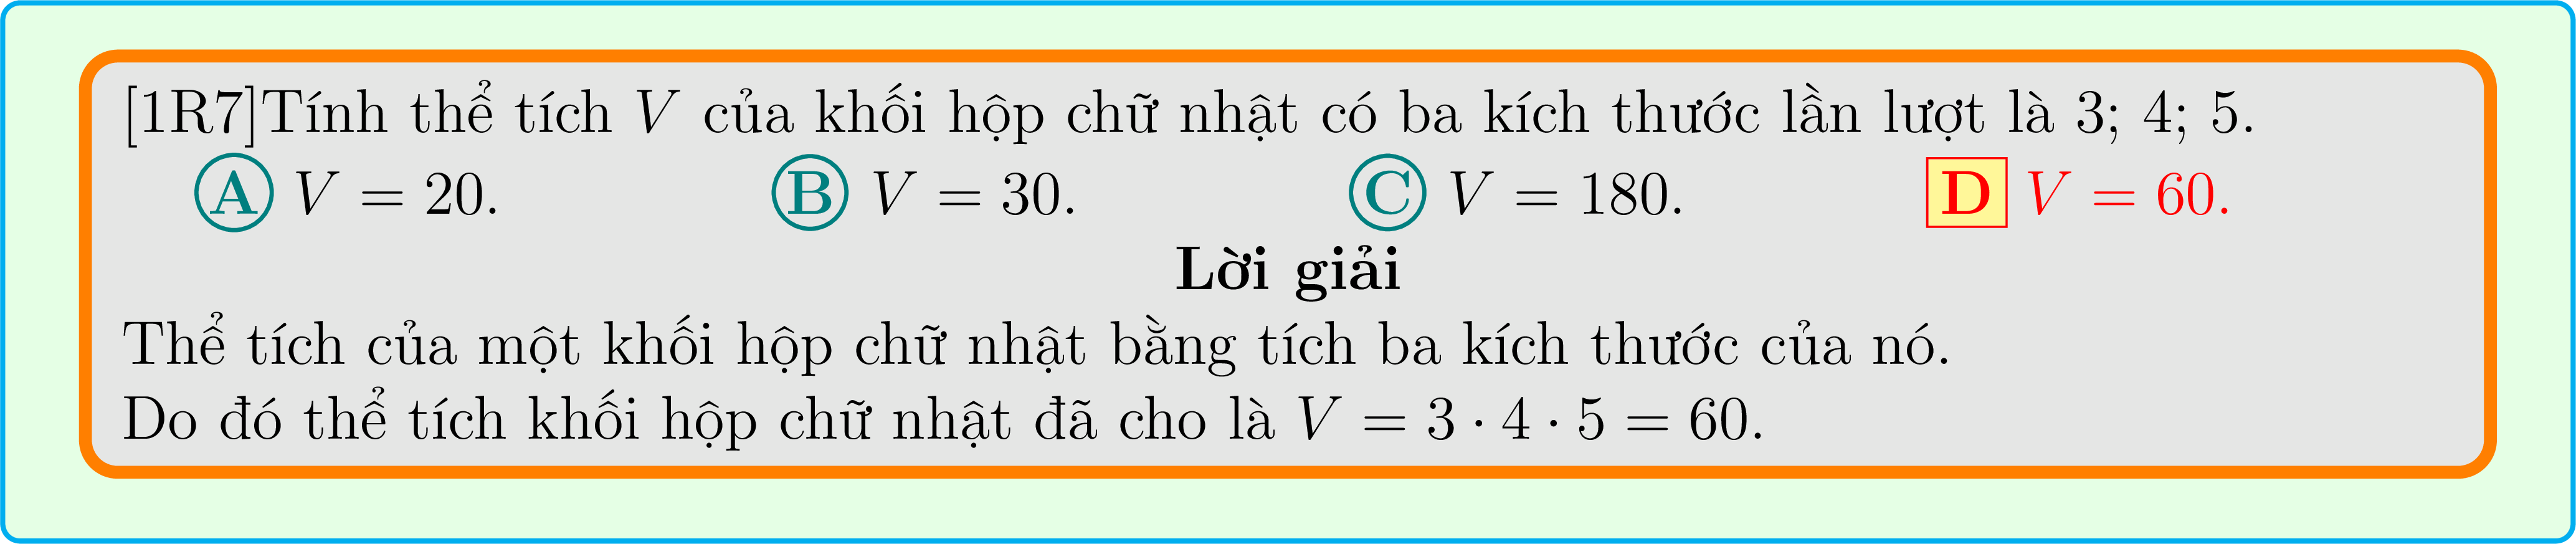 [1R7]Tính thể tích V của khối hộp chữ nhật có ba kích thước lần lượt là 3; 4; 5.
A V = 20. B V = 30. C V = 180. D V = 60.
Lời giải
Thể tích của một khối hộp chữ nhật bằng tích ba kích thước của nó.
Do đó thể tích khối hộp chữ nhật đã cho là V = 3 · 4 · 5 = 60.